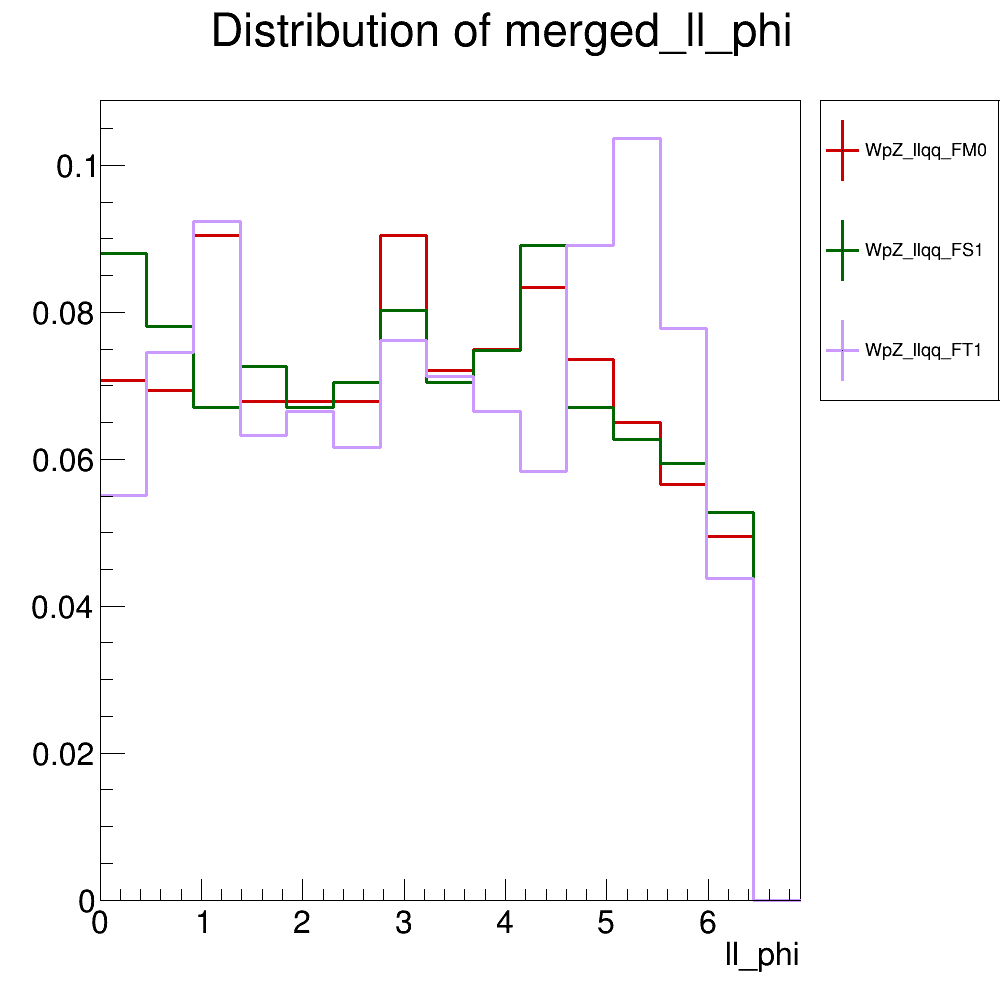 Distribution of merged_ll_phi
0.1
0.08
0.06
0.04
0.02
0
0 1 2 3 4 5 6
ll_phi
WpZ_llqq_FM0
WpZ_llqq_FS1
WpZ_llqq_FT1